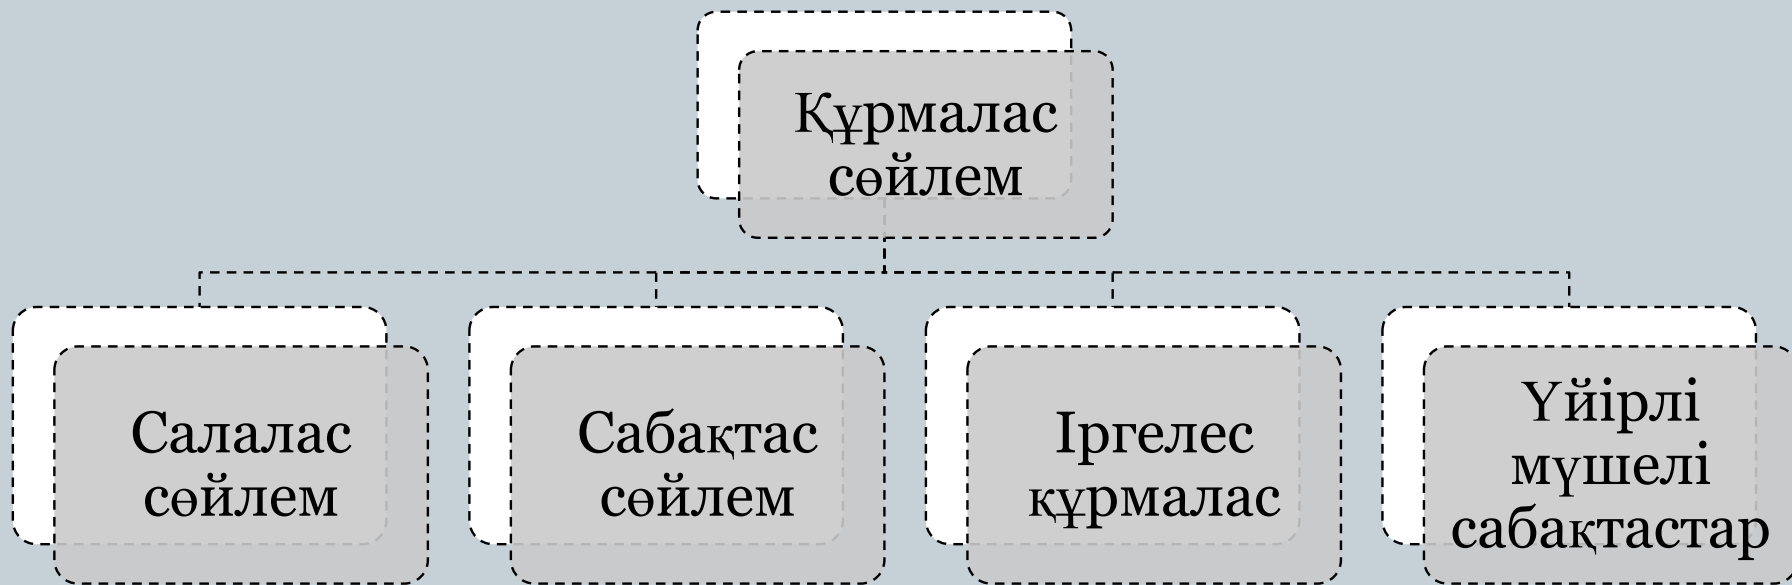 Құрмалас
сөйлем
Салалас
сөйлем
Сабақтас
сөйлем
Іргелес
құрмалас
Үйірлі
мүшелі
сабақтастар